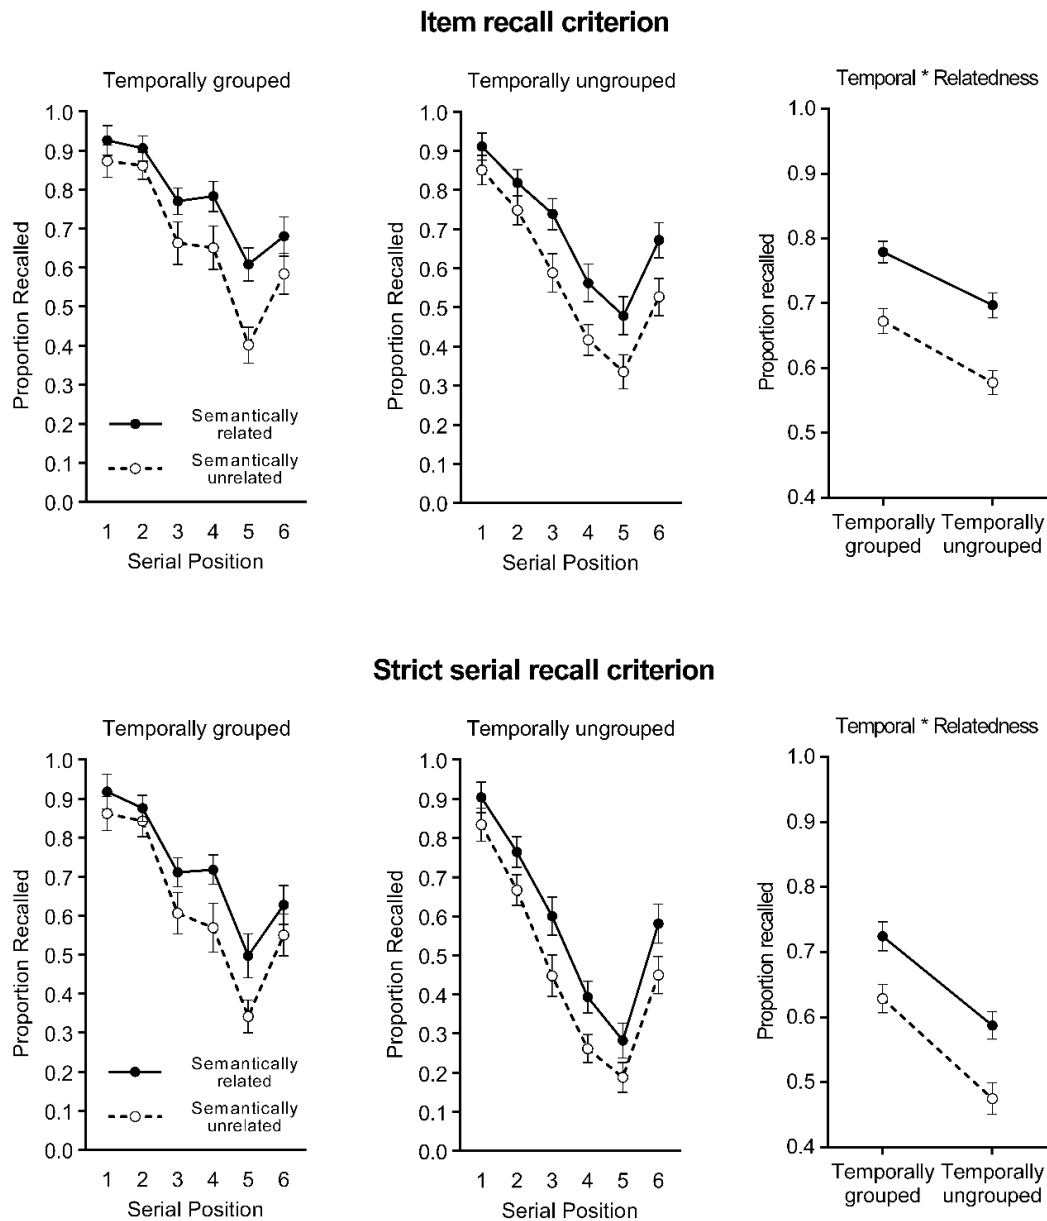 Item recall criterion
Temporally grouped
Proportion Recalled
1.0
0.9
0.8
0.7
0.6
0.5
0.4
0.3
0.2
0.1
0.0
Semantically
related
Semantically
unrelated
1 2 3 4 5 6
Serial Position
Temporally ungrouped
Proportion Recalled
1.0
0.9
0.8
0.7
0.6
0.5
0.4
0.3
0.2
0.1
0.0
1 2 3 4 5 6
Serial Position
Temporal * Relatedness
Proportion recalled
1.0
0.9
0.8
0.7
0.6
0.5
0.4
Temporally
grouped
Temporally
ungrouped
Strict serial recall criterion
Temporally grouped
Proportion Recalled
1.0
0.9
0.8
0.7
0.6
0.5
0.4
0.3
0.2
0.1
0.0
Semantically
related
Semantically
unrelated
1 2 3 4 5 6
Serial Position
Temporally ungrouped
Proportion Recalled
1.0
0.9
0.8
0.7
0.6
0.5
0.4
0.3
0.2
0.1
0.0
1 2 3 4 5 6
Serial Position
Temporal * Relatedness
Proportion recalled
1.0
0.9
0.8
0.7
0.6
0.5
0.4
Temporally
grouped
Temporally
ungrouped